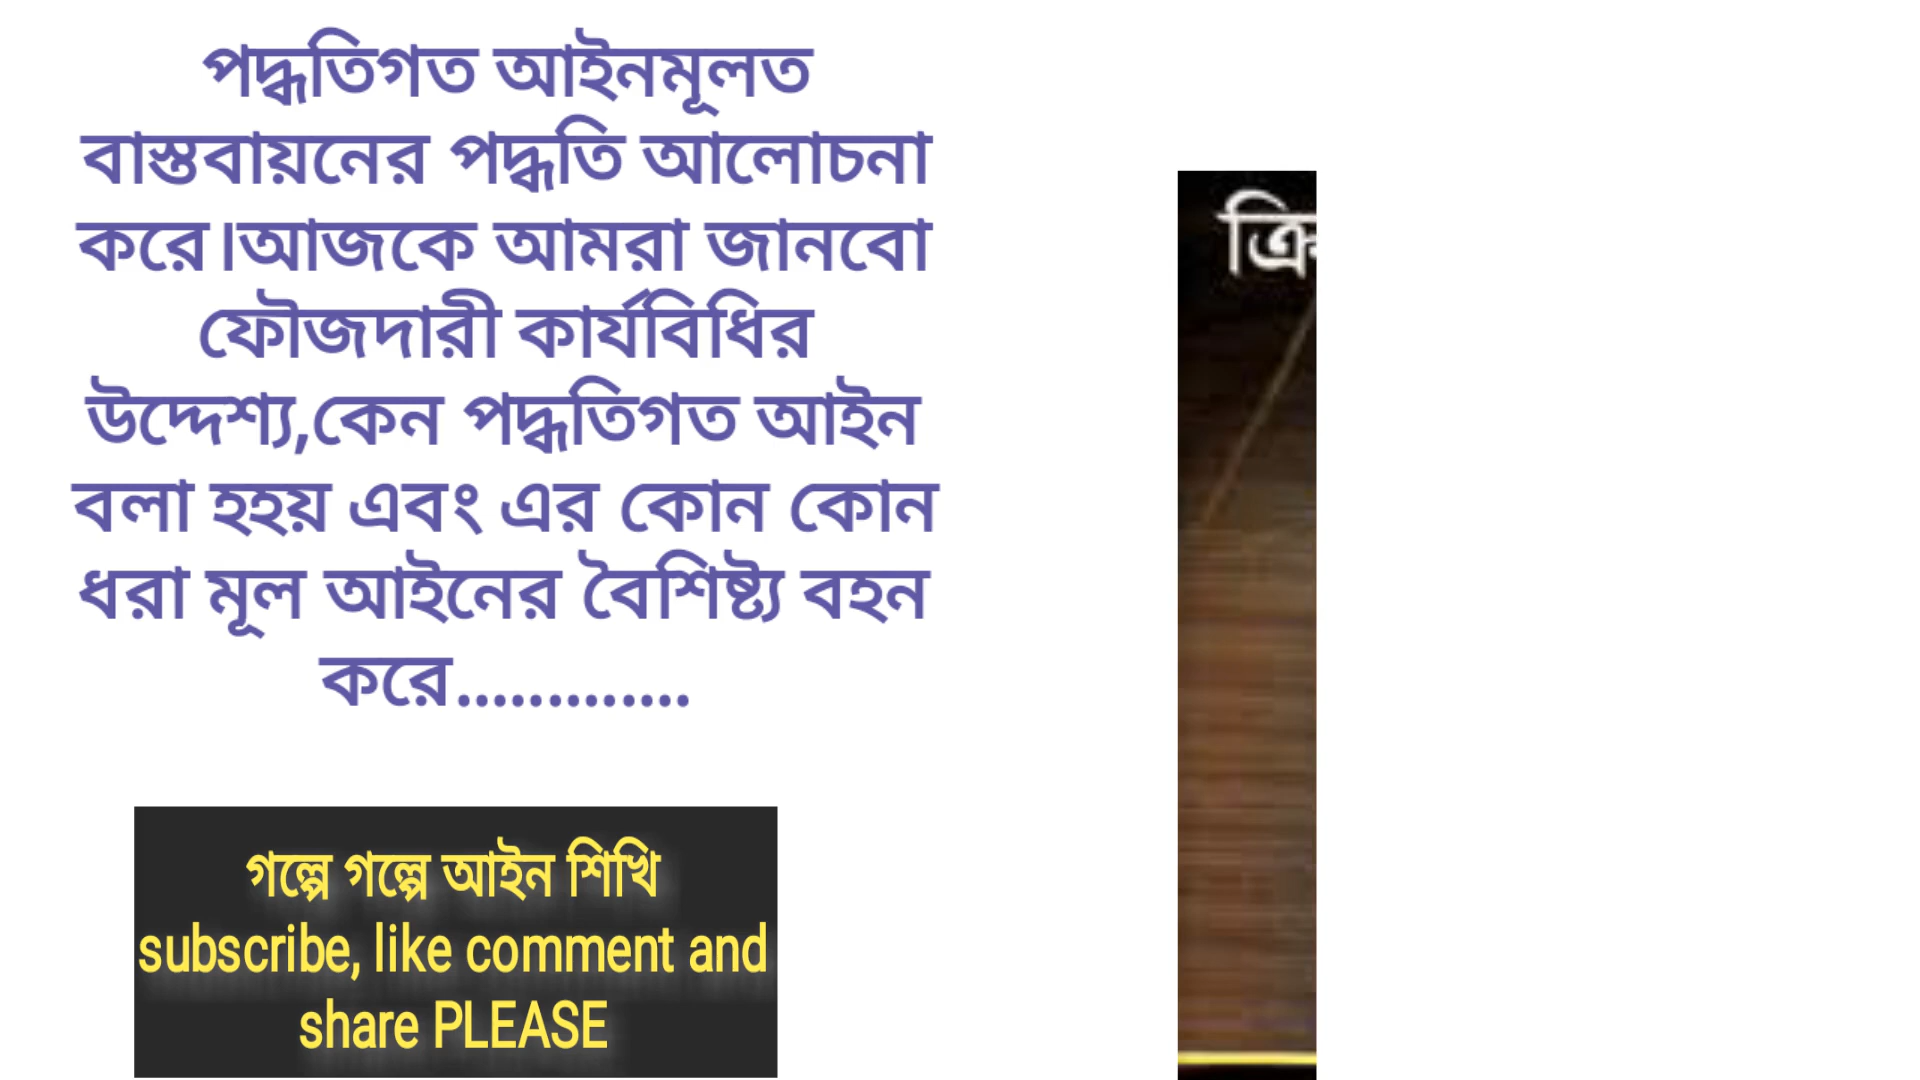 পদ্ধতিগত আইনমূলত
বাস্তবায়নের পদ্ধতি আলোচনা
করে।আজকে আমরা জানবো
ফৌজদারী কার্যবিধির
উদ্দেশ্য,কেন পদ্ধতিগত আইন
বলা হহয় এবং এর কোন কোন
ধরা মূল আইনের বৈশিষ্ট্য বহন
করে.............
গল্পে গল্পে আইন শিখি
subscribe, like comment and
share PLEASE